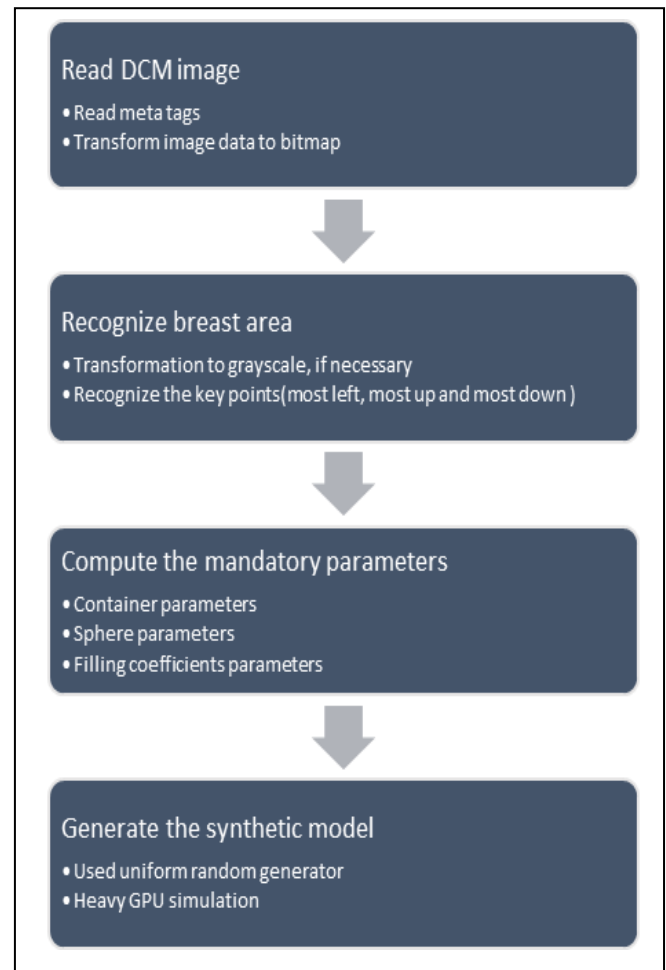 Read DCM image
•Read meta tags
•Transform image data to bitmap
Recognize breast area
•Transformation to grayscale, if necessary
•Recognize the key points(most left, most up and most down )
Compute the mandatory parameters
•Container parameters
•Sphere parameters
•Filling coefficients parameters
Generate the synthetic model
•Used uniform random generator
•Heavy GPU simulation